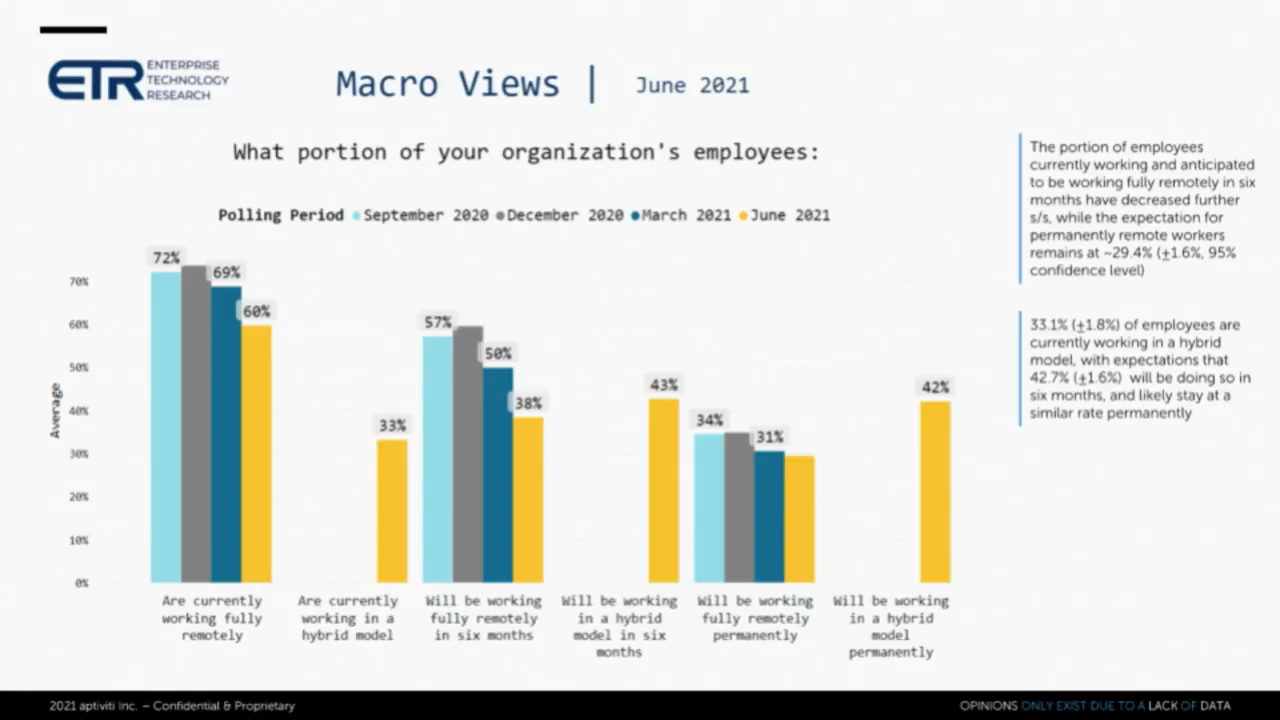 ETR
ENTERPRISE
TECHNOLOGY
RESEARCH
Macro Views | June 2021
What portion of your organization's employees:
Polling Period September 2020 December 2020 March 2021 June 2021
Average
70%
60%
50%
40%
30%
20%
10%
0%
72%
69%
60%
33%
57%
50%
38%
43%
34%
31%
42%
Are currently
working fully
remotely
Are currently
working in a
hybrid model
Will be working
fully remotely
in six months
Will be working
in a hybrid
model in six
months
Will be working
fully remotely
permanently
Will be working
in a hybrid
model
permanently
The portion of employees
currently working and anticipated
to be working fully remotely in six
months have decreased further
s/s, while the expectation for
permanently remote workers
remains at ~29.4% (±1.6%, 95%
confidence level)
33.1% (±1.8%) of employees are
currently working in a hybrid
model, with expectations that
42.7% (±1.6%) will be doing so in
six months, and likely stay at a
similar rate permanently
2021 aptiviti Inc. – Confidential & Proprietary
OPINIONS ONLY EXIST DUE TO A LACK OF DATA